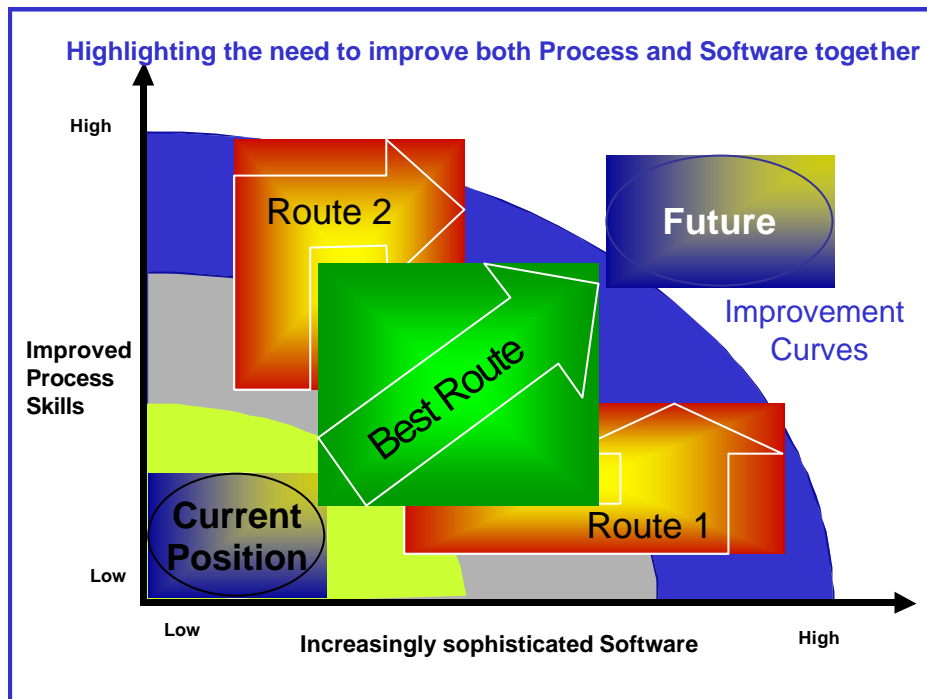 Highlighting the need to improve both Process and Software together
High
Route 2
Future
Improvement
Curves
Improved
Process
Skills
Best Route
Current
Position
Route 1
Low
Low
Increasingly sophisticated Software
High